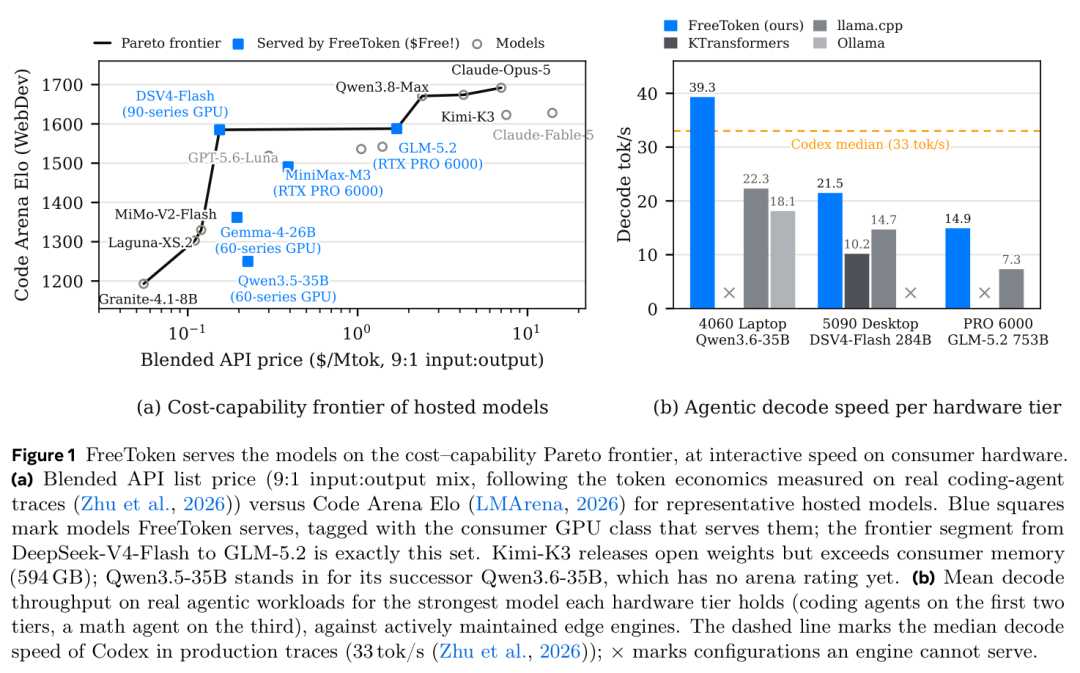 Pareto frontier
Served by FreeToken ($Free!)
Models
Code Arena Elo (WebDev)
1700
1600
1500
1400
1300
1200
Claude-Opus-5
Qwen3.8-Max
DSV4-Flash
(90-series GPU)
Kimi-K3
Claude-Fable-5
GPT-5.6-Luna
GLM-5.2
(RTX PRO 6000)
MiniMax-M3
(RTX PRO 6000)
MiMo-V2-Flash
Gemma-4-26B
(60-series GPU)
Laguna-XS.2
Qwen3.5-35B
(60-series GPU)
Granite-4.1-8B
10⁻¹
10⁰
10¹
Blended API price ($/Mtok, 9:1 input:output)
(a) Cost-capability frontier of hosted models
FreeToken (ours)
llama.cpp
KTransformers
Ollama
Decode tok/s
40
30
20
10
0
39.3
×
22.3
18.1
21.5
10.2
14.7
×
14.9
×
7.3
Codex median (33 tok/s)
4060 Laptop
Qwen3.6-35B
5090 Desktop
DSV4-Flash 284B
PRO 6000
GLM-5.2 753B
(b) Agentic decode speed per hardware tier
Figure 1 FreeToken serves the models on the cost–capability Pareto frontier, at interactive speed on consumer hardware.
(a) Blended API list price (9:1 input:output mix, following the token economics measured on real coding-agent
traces (Zhu et al., 2026)) versus Code Arena Elo (LMArena, 2026) for representative hosted models. Blue squares
mark models FreeToken serves, tagged with the consumer GPU class that serves them; the frontier segment from
DeepSeek-V4-Flash to GLM-5.2 is exactly this set. Kimi-K3 releases open weights but exceeds consumer memory
(594 GB); Qwen3.5-35B stands in for its successor Qwen3.6-35B, which has no arena rating yet. (b) Mean decode
throughput on real agentic workloads for the strongest model each hardware tier holds (coding agents on the first two
tiers, a math agent on the third), against actively maintained edge engines. The dashed line marks the median decode
speed of Codex in production traces (33 tok/s (Zhu et al., 2026)); × marks configurations an engine cannot serve.